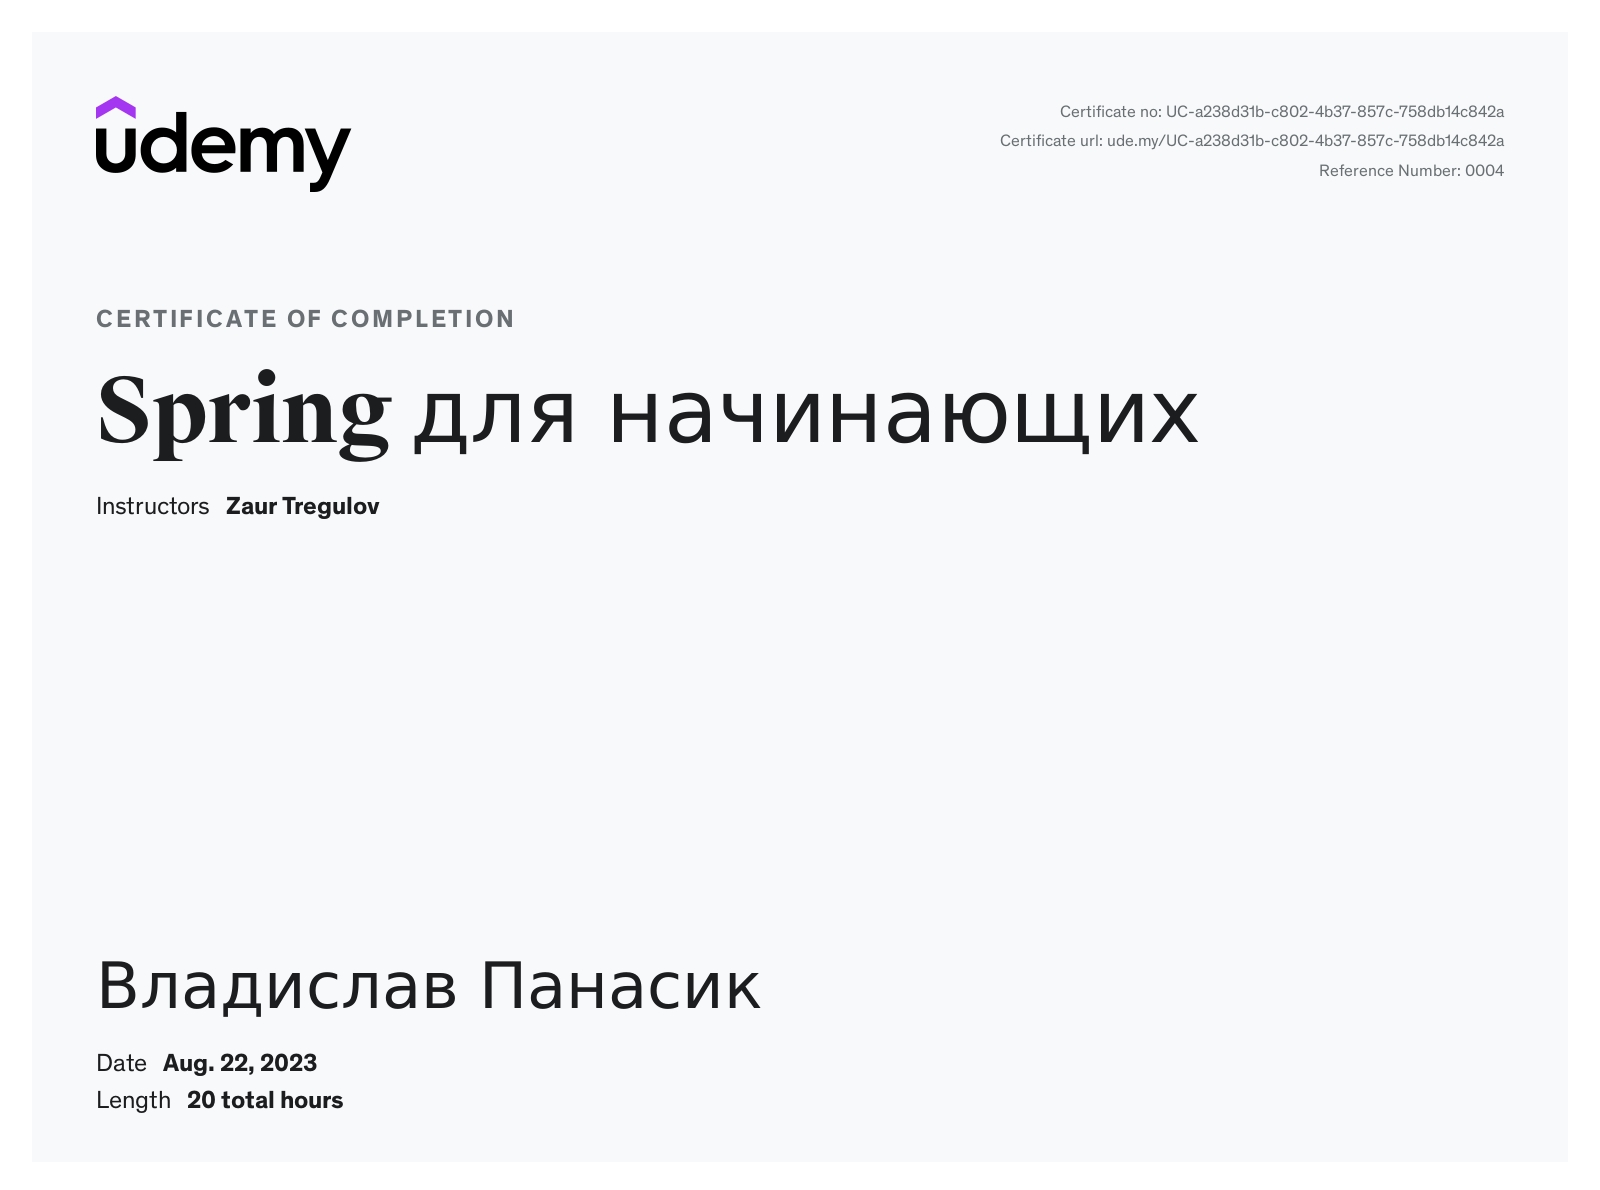 udemy
Certificate no: UC-a238d31b-c802-4b37-857c-758db14c842a
Certificate url: ude.my/UC-a238d31b-c802-4b37-857c-758db14c842a
Reference Number: 0004
CERTIFICATE OF COMPLETION
Spring для начинающих
Instructors Zaur Tregulov
Владислав Панасик
Date Aug. 22, 2023
Length 20 total hours